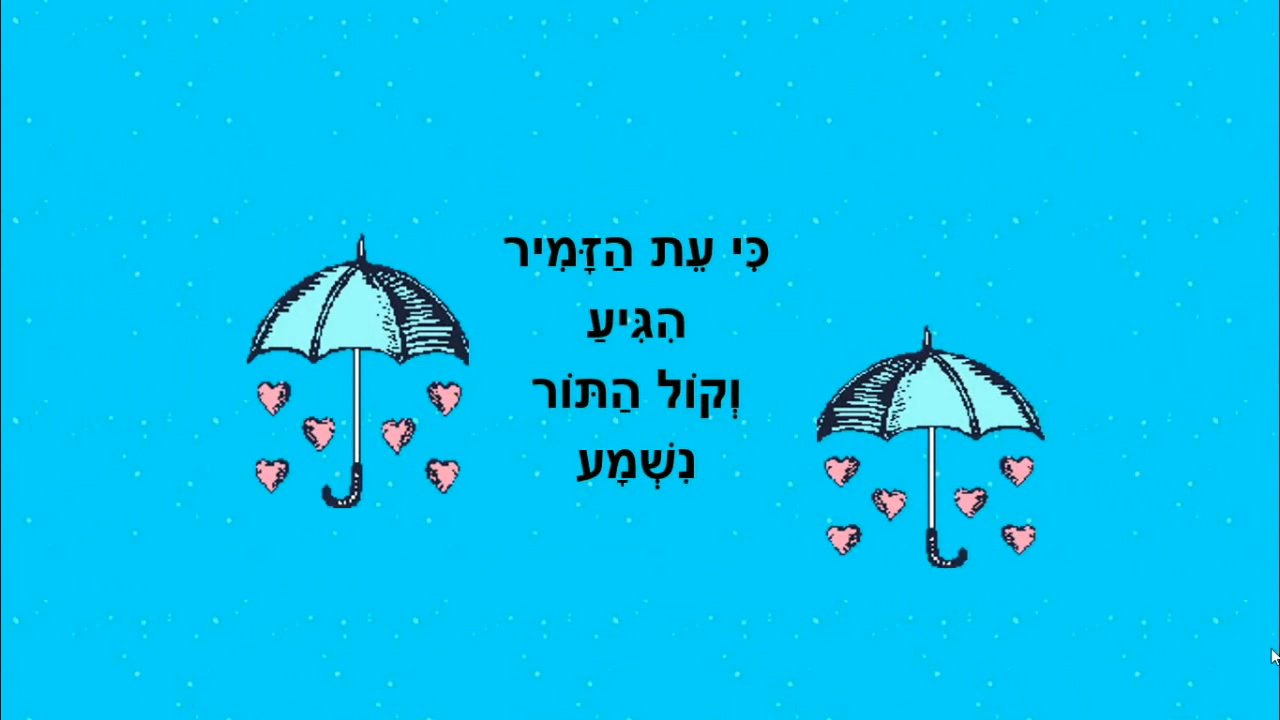 כִּי עֵת הַזָּמִיר
הִגִּיעַ
וְקוֹל הַתּוֹר
נִשְׁמָע